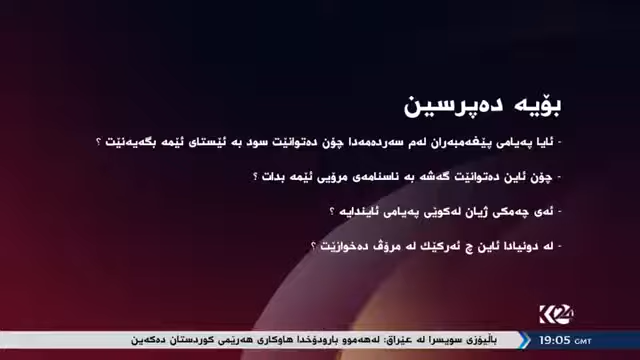 بۆیە دەپرسین
- ئایا پەیامی پێغەمبەران لەم سەردەمەدا چۆن دەتوانێت سود بە ئێستای ئێمە بگەیەنێت ؟
- چۆن ئاین دەتوانێت گەشە بە ناسنامەی مرۆیی ئێمە بدات ؟
- ئەی چەمکی ژیان لەکوێی پەیامی ئایندایە ؟
- لە دونیادا ئاین چ ئەرکێك لە مرۆڤ دەخوازێت ؟
K24
باڵیۆزی سویسرا لە عێراق: لەهەموو بارودۆخدا هاوکاری هەرێمی کوردستان دەکەین
19:05 GMT